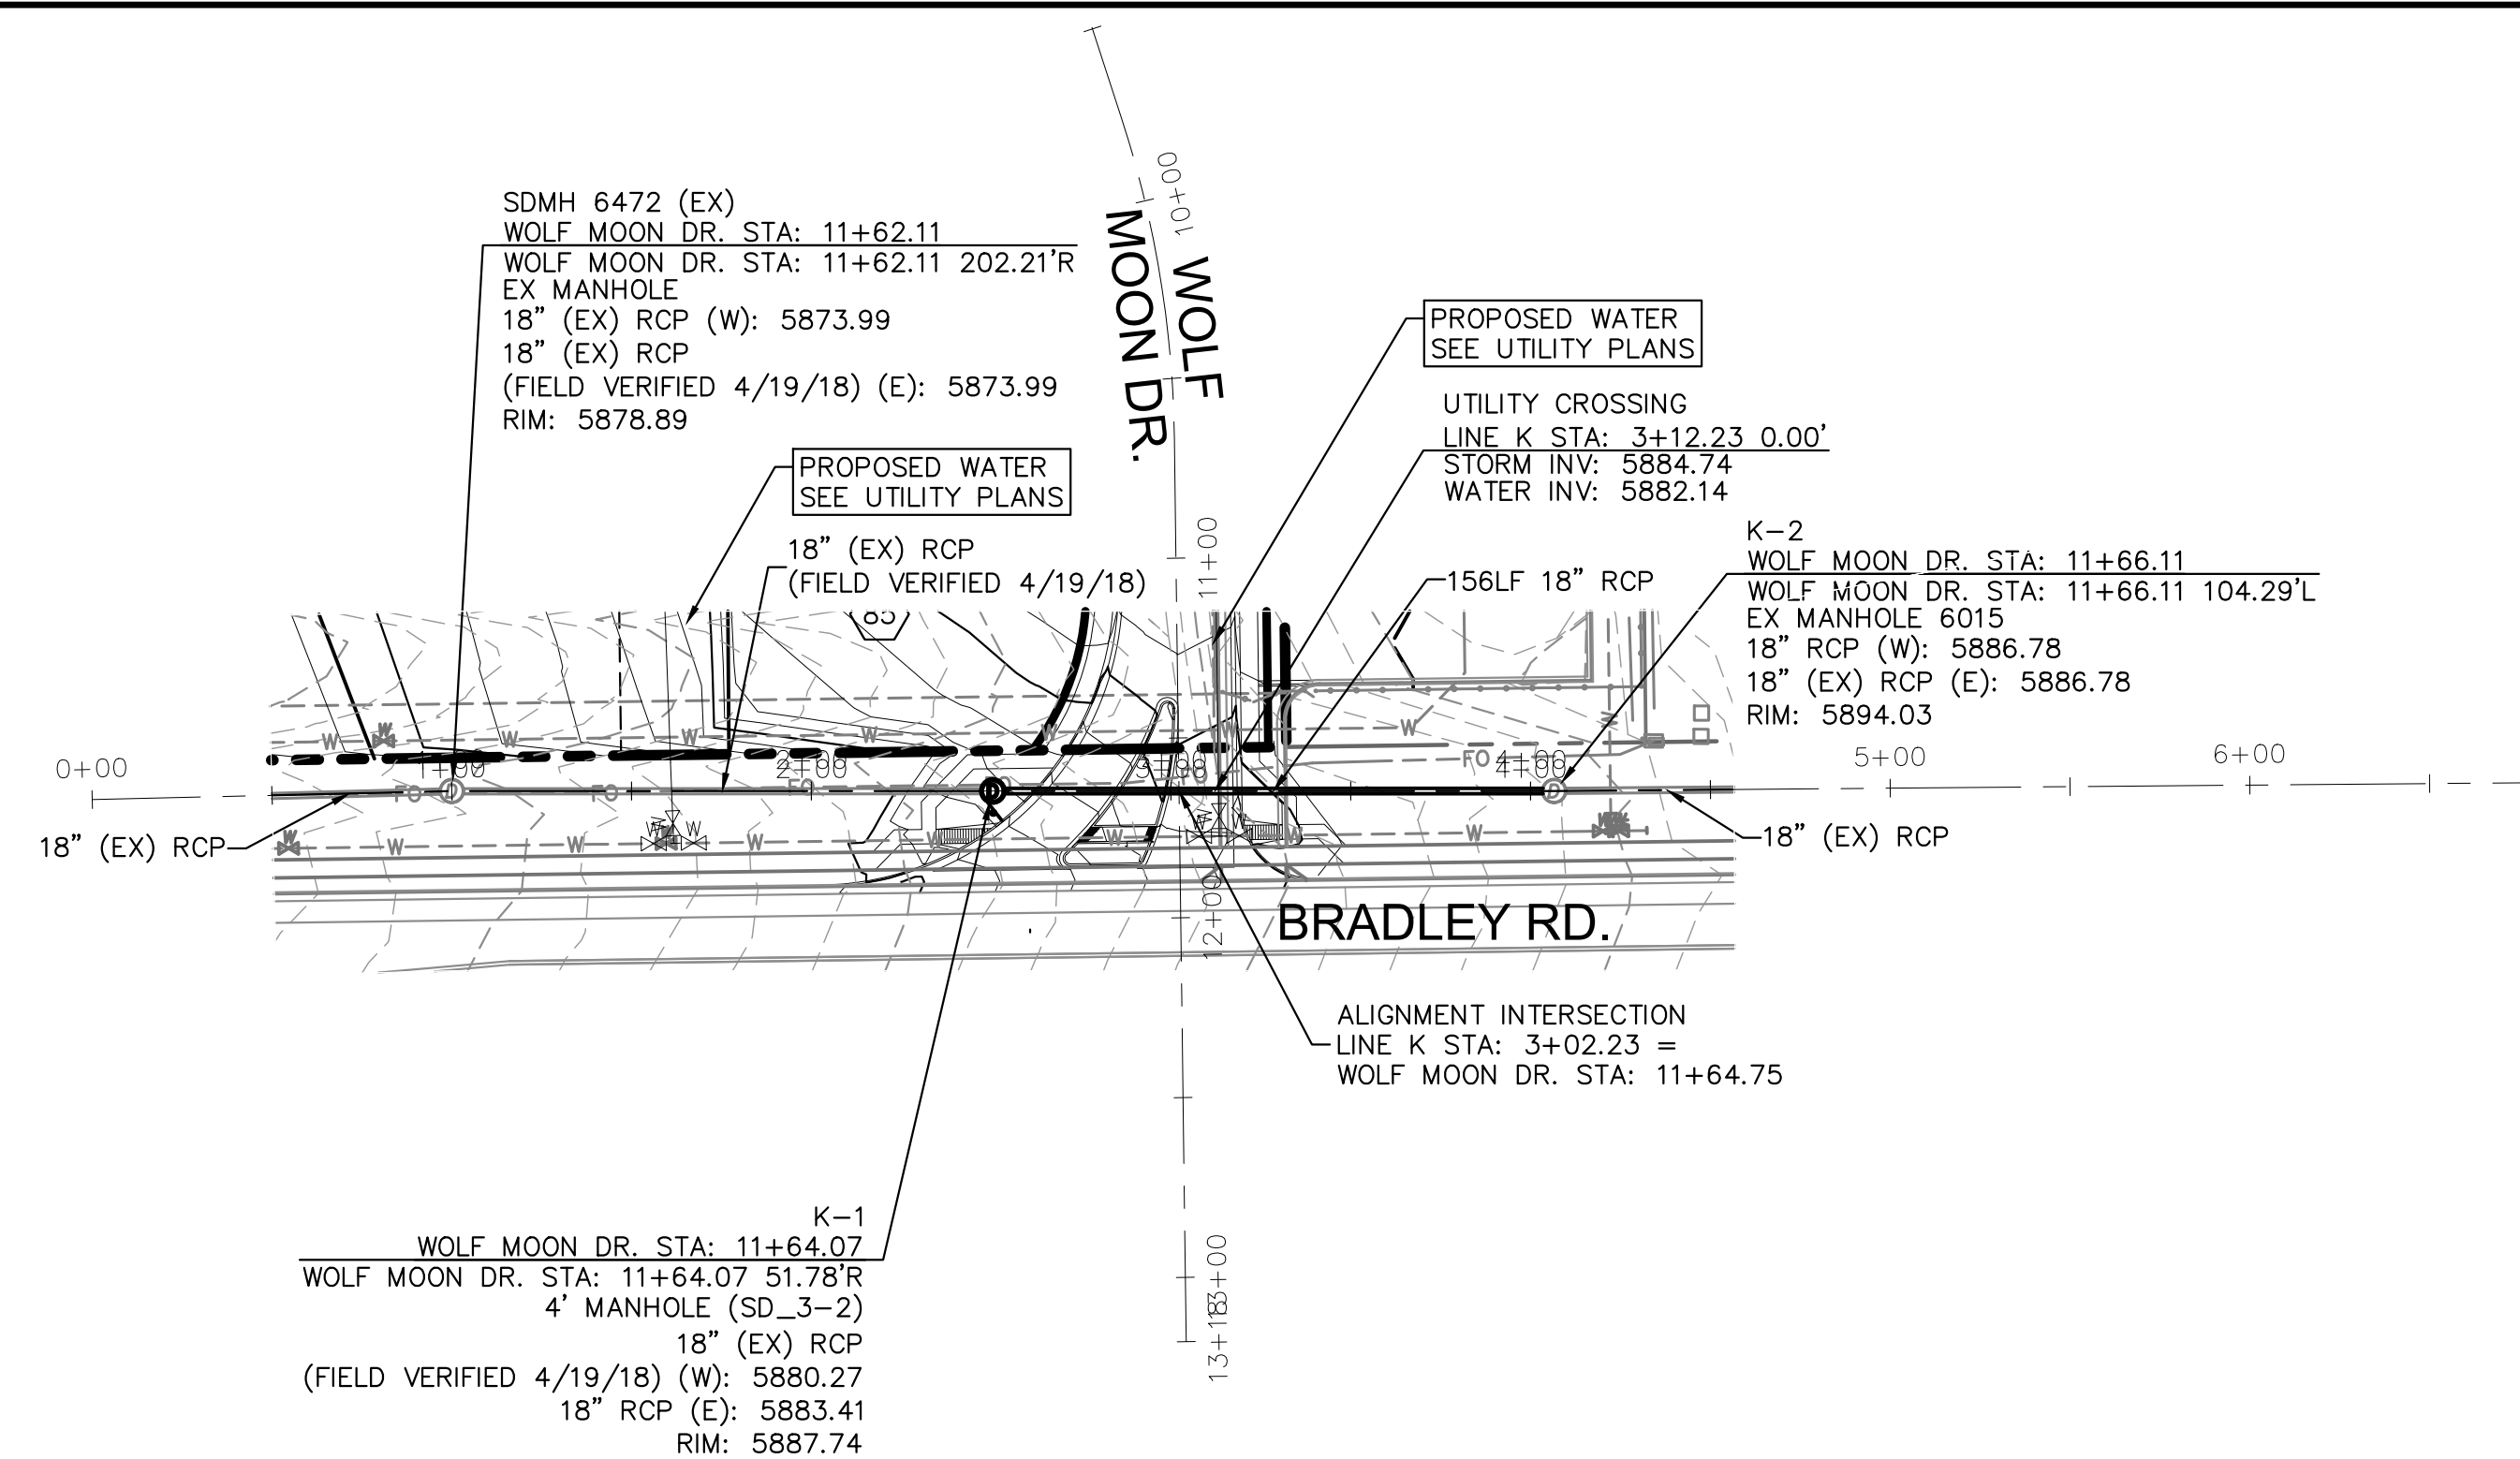 SDMH 6472 (EX)
WOLF MOON DR. STA: 11+62.11
WOLF MOON DR. STA: 11+62.11 202.21'R
EX MANHOLE
18" (EX) RCP (W): 5873.99
18" (EX) RCP
(FIELD VERIFIED 4/19/18) (E): 5873.99
RIM: 5878.89
10+00
WOLF
MOON DR.
PROPOSED WATER
SEE UTILITY PLANS
UTILITY CROSSING
LINE K STA: 3+12.23 0.00'
STORM INV: 5884.74
WATER INV: 5882.14
PROPOSED WATER
SEE UTILITY PLANS
18" (EX) RCP
(FIELD VERIFIED 4/19/18)
11+00
156LF 18" RCP
K-2
WOLF MOON DR. STA: 11+66.11
WOLF MOON DR. STA: 11+66.11 104.29'L
EX MANHOLE 6015
18" RCP (W): 5886.78
18" (EX) RCP (E): 5886.78
RIM: 5894.03
85
W W W W W W W W
W
0+00
1+00
2+00
3+00
4+00
5+00
6+00
FO FO FO FO
D D D
W W W W W W W W
18" (EX) RCP
18" (EX) RCP
12+00
BRADLEY RD.
ALIGNMENT INTERSECTION
LINE K STA: 3+02.23 =
WOLF MOON DR. STA: 11+64.75
K-1
WOLF MOON DR. STA: 11+64.07
WOLF MOON DR. STA: 11+64.07 51.78'R
4' MANHOLE (SD_3-2)
18" (EX) RCP
(FIELD VERIFIED 4/19/18) (W): 5880.27
18" RCP (E): 5883.41
RIM: 5887.74
13+00